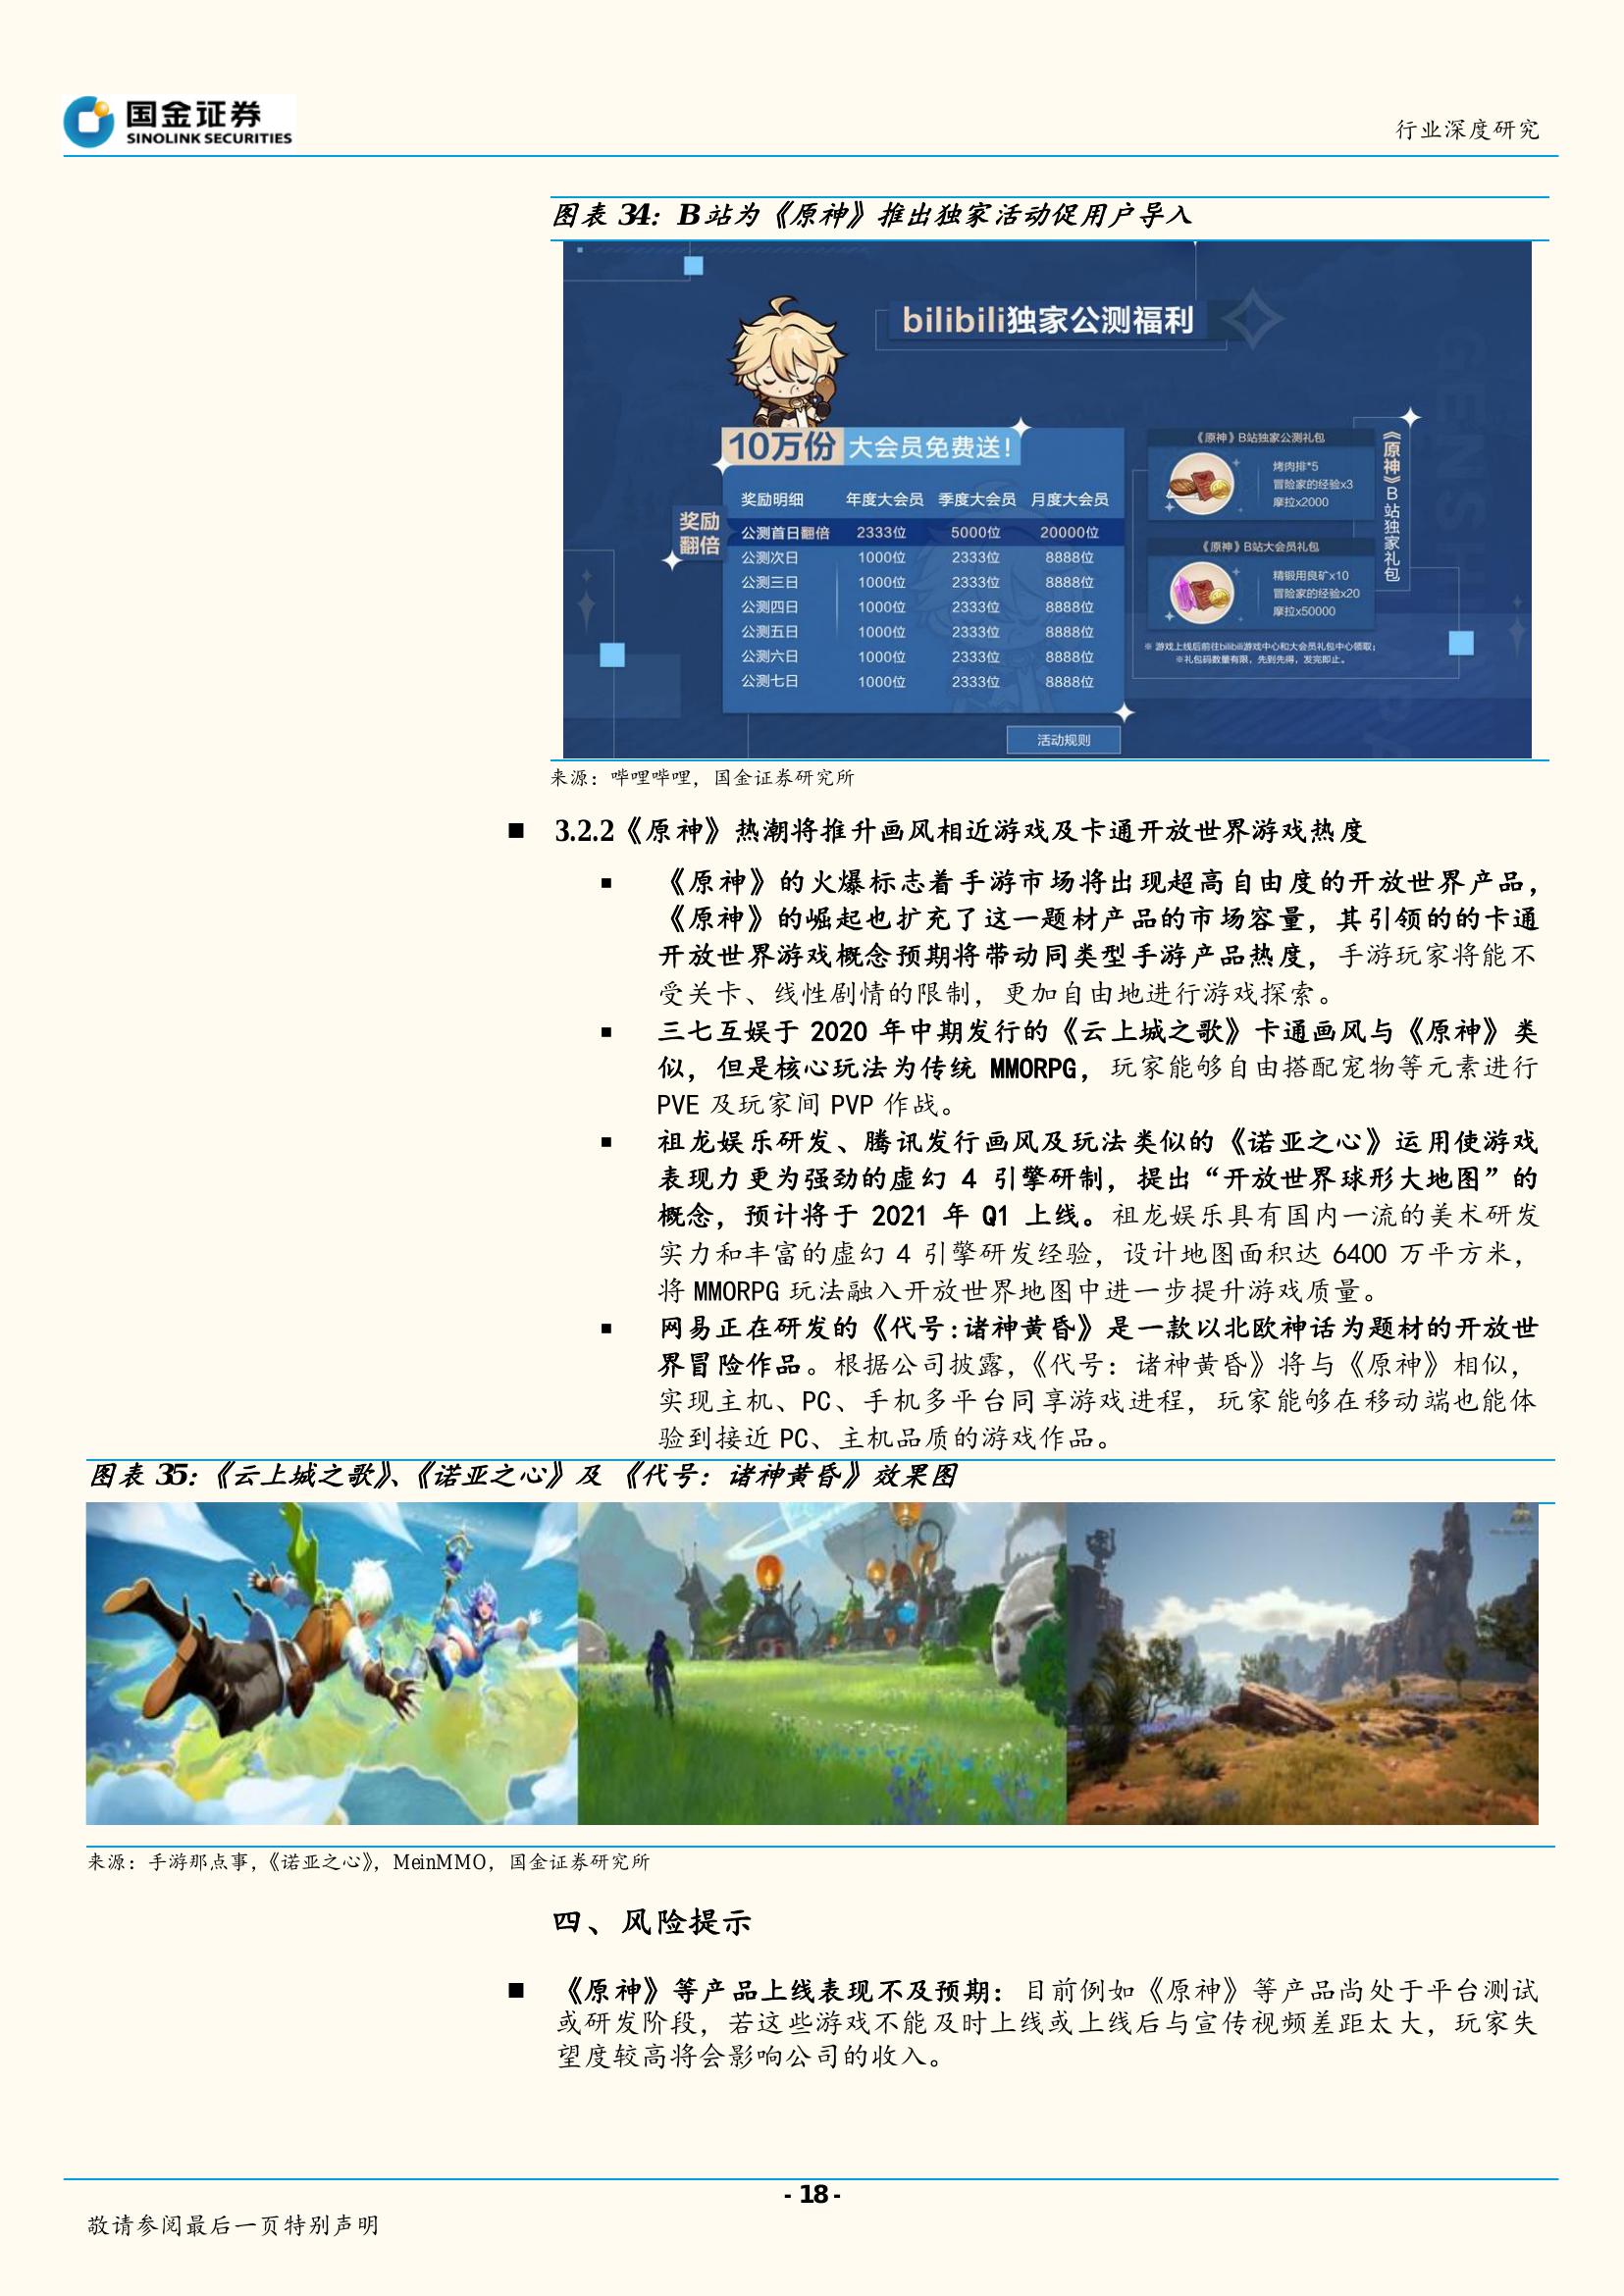 国金证券
SINOLINK SECURITIES
行业深度研究
图表 34：B站为《原神》推出独家活动促用户导入
bilibili独家公测福利
10万份 大会员免费送！
奖励明细 年度大会员 季度大会员 月度大会员
奖励
翻倍
公测首日翻倍 2333位 5000位 20000位
公测次日 1000位 2333位 8888位
公测三日 1000位 2333位 8888位
公测四日 1000位 2333位 8888位
公测五日 1000位 2333位 8888位
公测六日 1000位 2333位 8888位
公测七日 1000位 2333位 8888位
《原神》B站独家公测礼包
烤肉排*5
冒险家的经验x3
摩拉x2000
《原神》B站大会员礼包
精锻用良矿x10
冒险家的经验x20
摩拉x50000
《原神》B站独家礼包
※ 游戏上线后前往bilibili游戏中心和大会员礼包中心领取；
※礼包码数量有限，先到先得，发完即止。
GENSHI
活动规则
来源：哔哩哔哩，国金证券研究所
■ 3.2.2《原神》热潮将推升画风相近游戏及卡通开放世界游戏热度
▪ 《原神》的火爆标志着手游市场将出现超高自由度的开放世界产品，
《原神》的崛起也扩充了这一题材产品的市场容量，其引领的的卡通
开放世界游戏概念预期将带动同类型手游产品热度，手游玩家将能不
受关卡、线性剧情的限制，更加自由地进行游戏探索。
▪ 三七互娱于 2020 年中期发行的《云上城之歌》卡通画风与《原神》类
似，但是核心玩法为传统 MMORPG，玩家能够自由搭配宠物等元素进行
PVE 及玩家间 PVP 作战。
▪ 祖龙娱乐研发、腾讯发行画风及玩法类似的《诺亚之心》运用使游戏
表现力更为强劲的虚幻 4 引擎研制，提出“开放世界球形大地图”的
概念，预计将于 2021 年 Q1 上线。祖龙娱乐具有国内一流的美术研发
实力和丰富的虚幻 4 引擎研发经验，设计地图面积达 6400 万平方米，
将 MMORPG 玩法融入开放世界地图中进一步提升游戏质量。
▪ 网易正在研发的《代号：诸神黄昏》是一款以北欧神话为题材的开放世
界冒险作品。根据公司披露，《代号：诸神黄昏》将与《原神》相似，
实现主机、PC、手机多平台同享游戏进程，玩家能够在移动端也能体
验到接近 PC、主机品质的游戏作品。
图表 35：《云上城之歌》、《诺亚之心》及 《代号：诸神黄昏》效果图
来源：手游那点事，《诺亚之心》，MeinMMO，国金证券研究所
四、风险提示
■ 《原神》等产品上线表现不及预期：目前例如《原神》等产品尚处于平台测试
或研发阶段，若这些游戏不能及时上线或上线后与宣传视频差距太大，玩家失
望度较高将会影响公司的收入。
- 18 -
敬请参阅最后一页特别声明